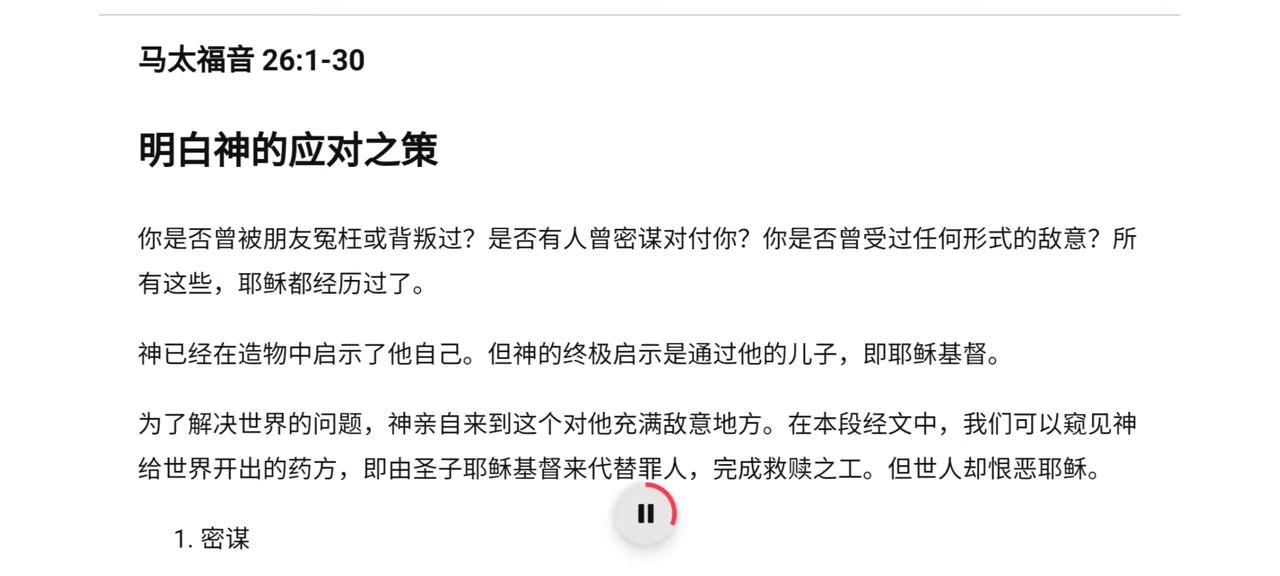 马太福音 26:1-30
明白神的应对之策
你是否曾被朋友冤枉或背叛过？是否有人曾密谋对付你？你是否曾受过任何形式的敌意？所
有这些，耶稣都经历过了。
神已经在造物中启示了他自己。但神的终极启示是通过他的儿子，即耶稣基督。
为了解决世界的问题，神亲自来到这个对他充满敌意地方。在本段经文中，我们可以窥见神
给世界开出的药方，即由圣子耶稣基督来代替罪人，完成救赎之工。但世人却恨恶耶稣。
1. 密谋